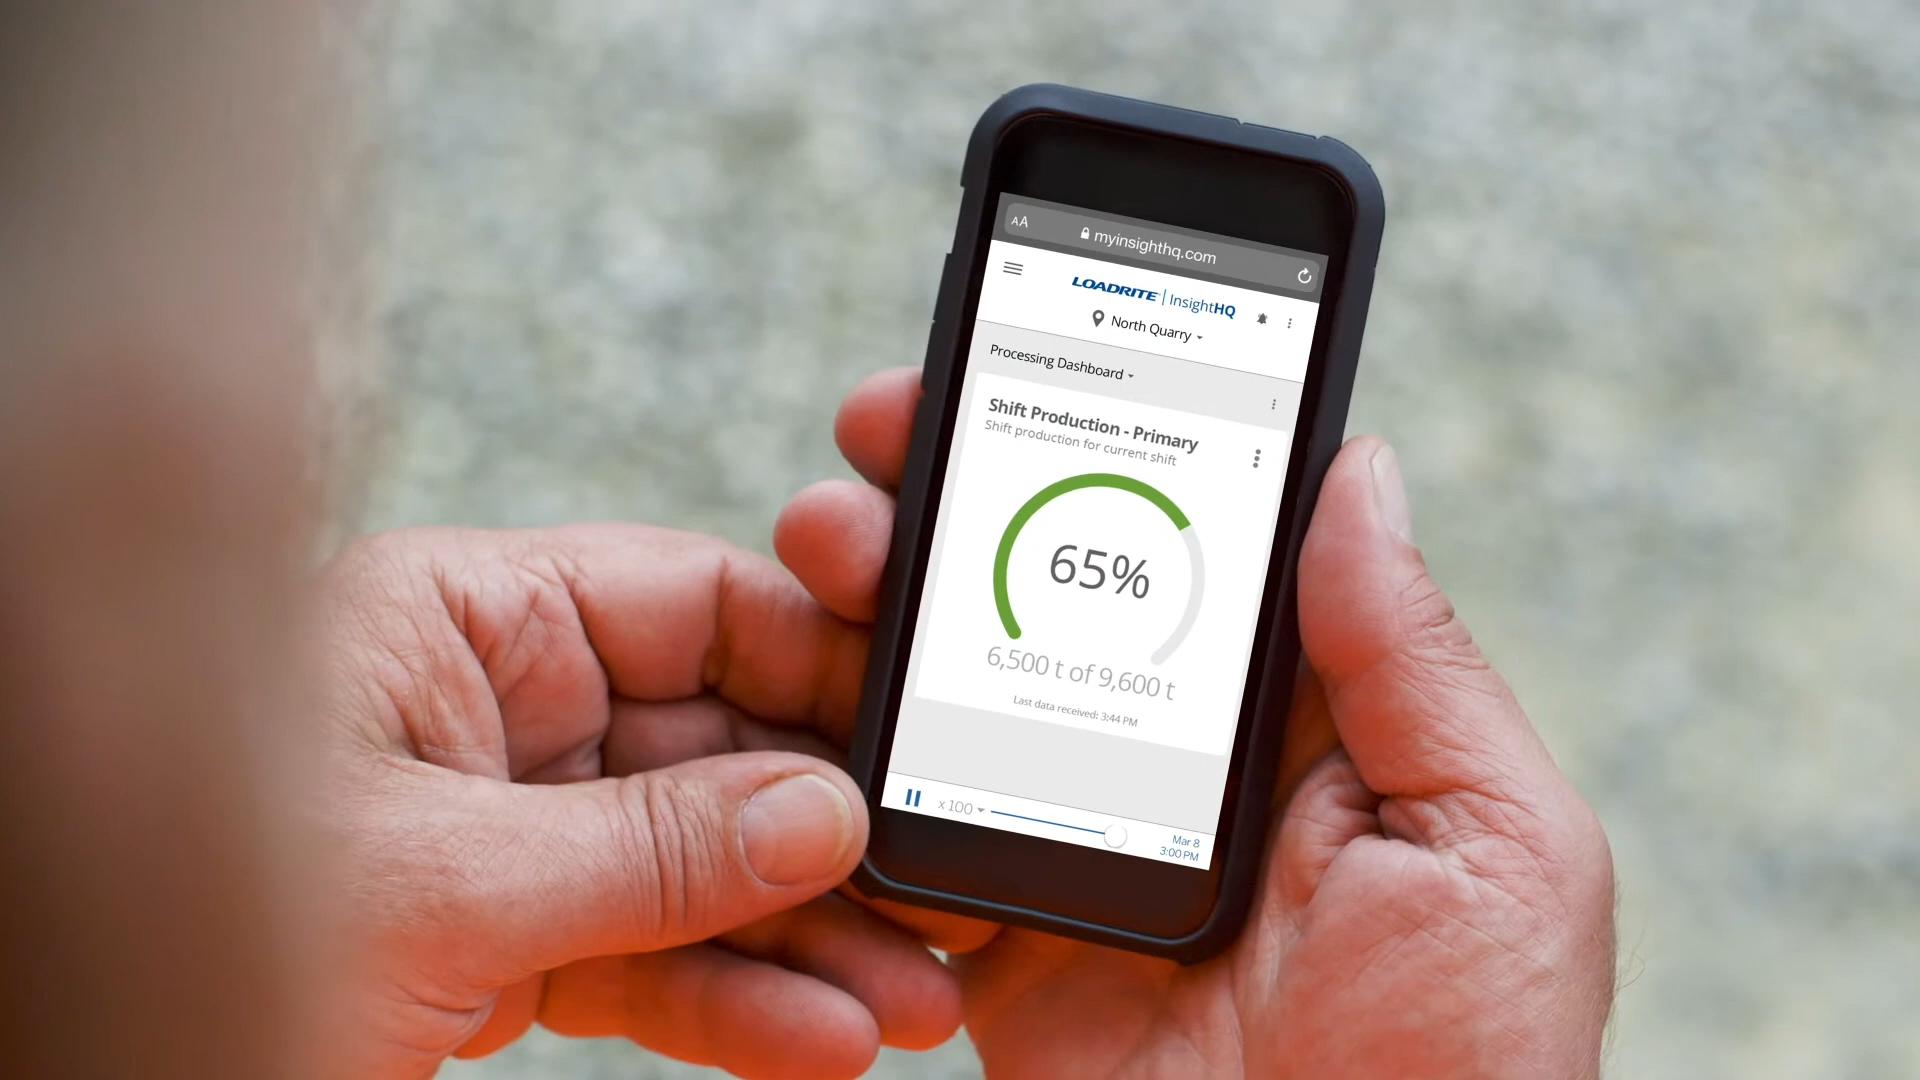 AA myinsighthq.com
LOADRITE | InsightHQ
North Quarry
Processing Dashboard
Shift Production - Primary
Shift production for current shift
65%
6,500 t of 9,600 t
Last data received: 3:44 PM
x 100
Mar 8
3:00 PM